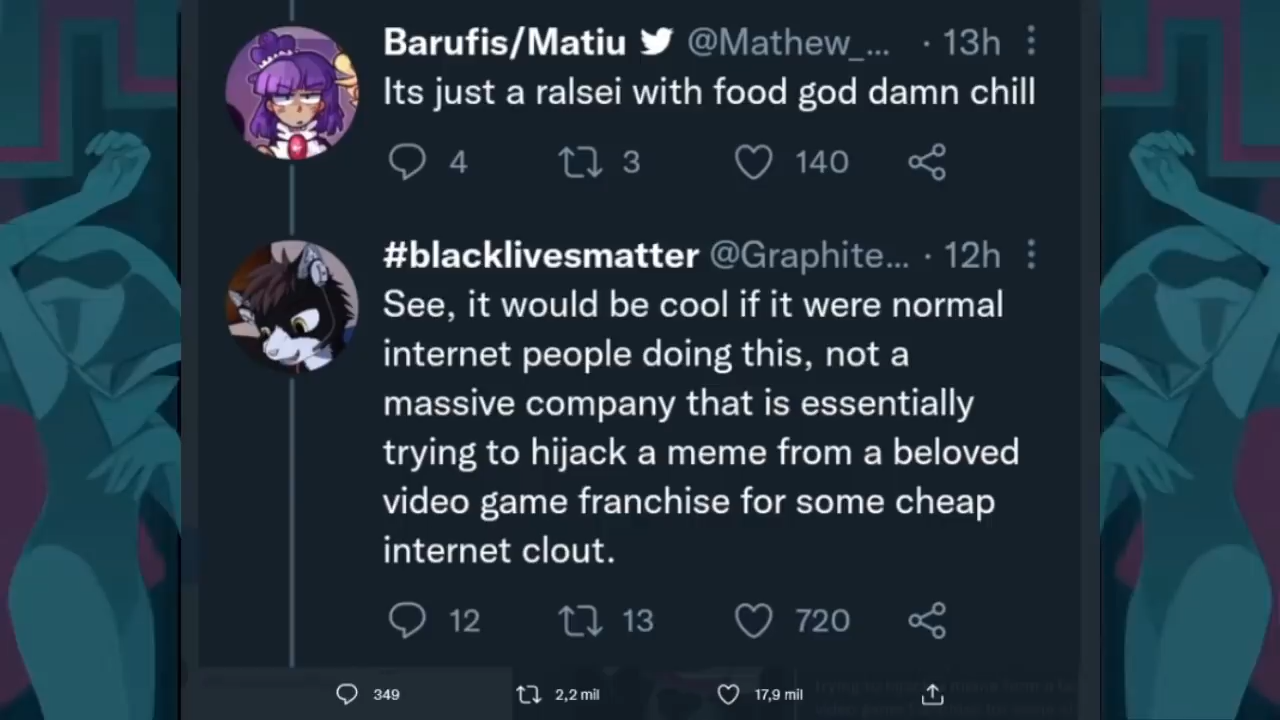 Barufis/Matiu @Mathew_... · 13h
Its just a ralsei with food god damn chill
4 3 140
#blacklivesmatter @Graphite... · 12h
See, it would be cool if it were normal
internet people doing this, not a
massive company that is essentially
trying to hijack a meme from a beloved
video game franchise for some cheap
internet clout.
12 13 720
349 2,2 mil 17,9 mil